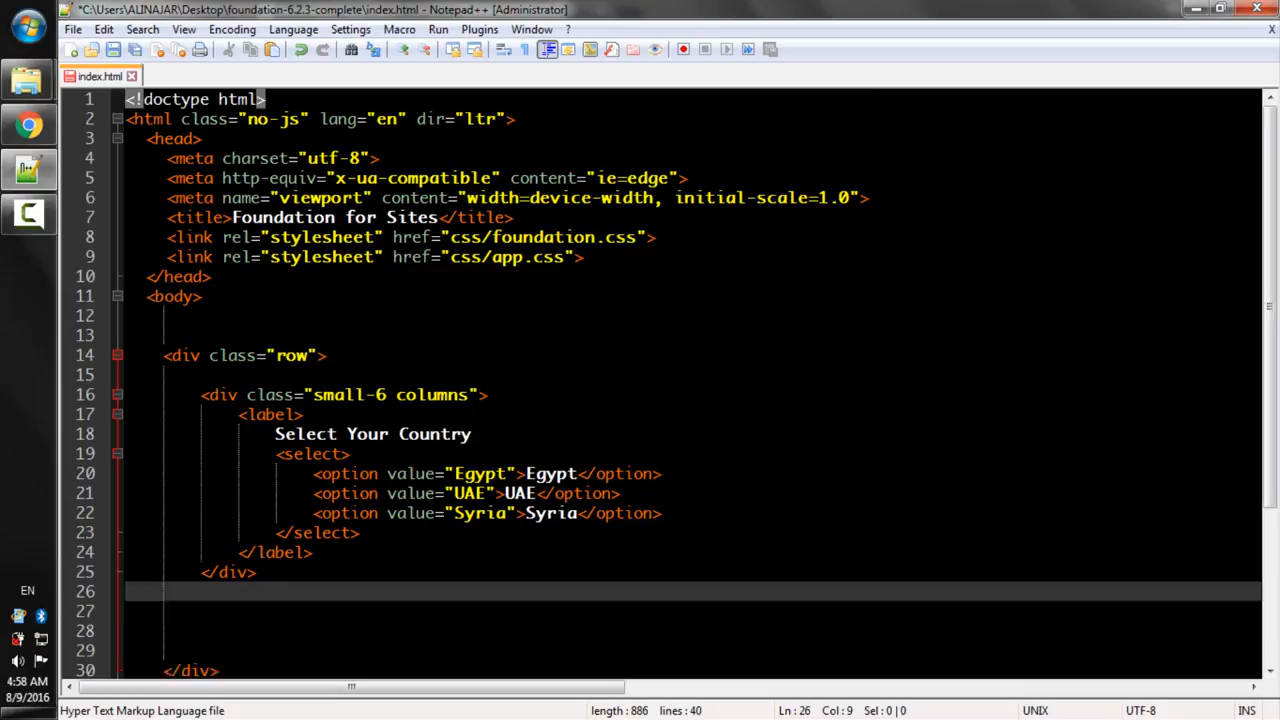 *C:\Users\ALINAJAR\Desktop\foundation-6.2.3-complete\index.html - Notepad++ [Administrator]
File Edit Search View Encoding Language Settings Macro Run Plugins Window ? X
index.html
1 <!doctype html>
2 <html class="no-js" lang="en" dir="ltr">
3 <head>
4 <meta charset="utf-8">
5 <meta http-equiv="x-ua-compatible" content="ie=edge">
6 <meta name="viewport" content="width=device-width, initial-scale=1.0">
7 <title>Foundation for Sites</title>
8 <link rel="stylesheet" href="css/foundation.css">
9 <link rel="stylesheet" href="css/app.css">
10 </head>
11 <body>
12
13
14 <div class="row">
15
16 <div class="small-6 columns">
17 <label>
18 Select Your Country
19 <select>
20 <option value="Egypt">Egypt</option>
21 <option value="UAE">UAE</option>
22 <option value="Syria">Syria</option>
23 </select>
24 </label>
25 </div>
26
27
28
29
30 </div>
EN
4:58 AM
8/9/2016
Hyper Text Markup Language file length : 886 lines : 40 Ln : 26 Col : 9 Sel : 0 | 0 UNIX UTF-8 INS